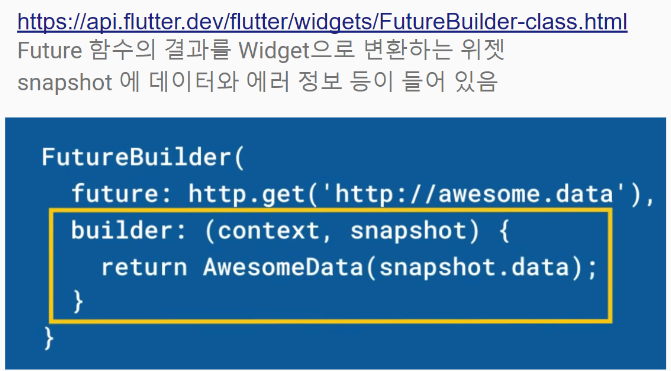 https://api.flutter.dev/flutter/widgets/FutureBuilder-class.html
Future 함수의 결과를 Widget으로 변환하는 위젯
snapshot 에 데이터와 에러 정보 등이 들어 있음
FutureBuilder(
future: http.get('http://awesome.data'),
builder: (context, snapshot) {
return AwesomeData(snapshot.data);
}
}